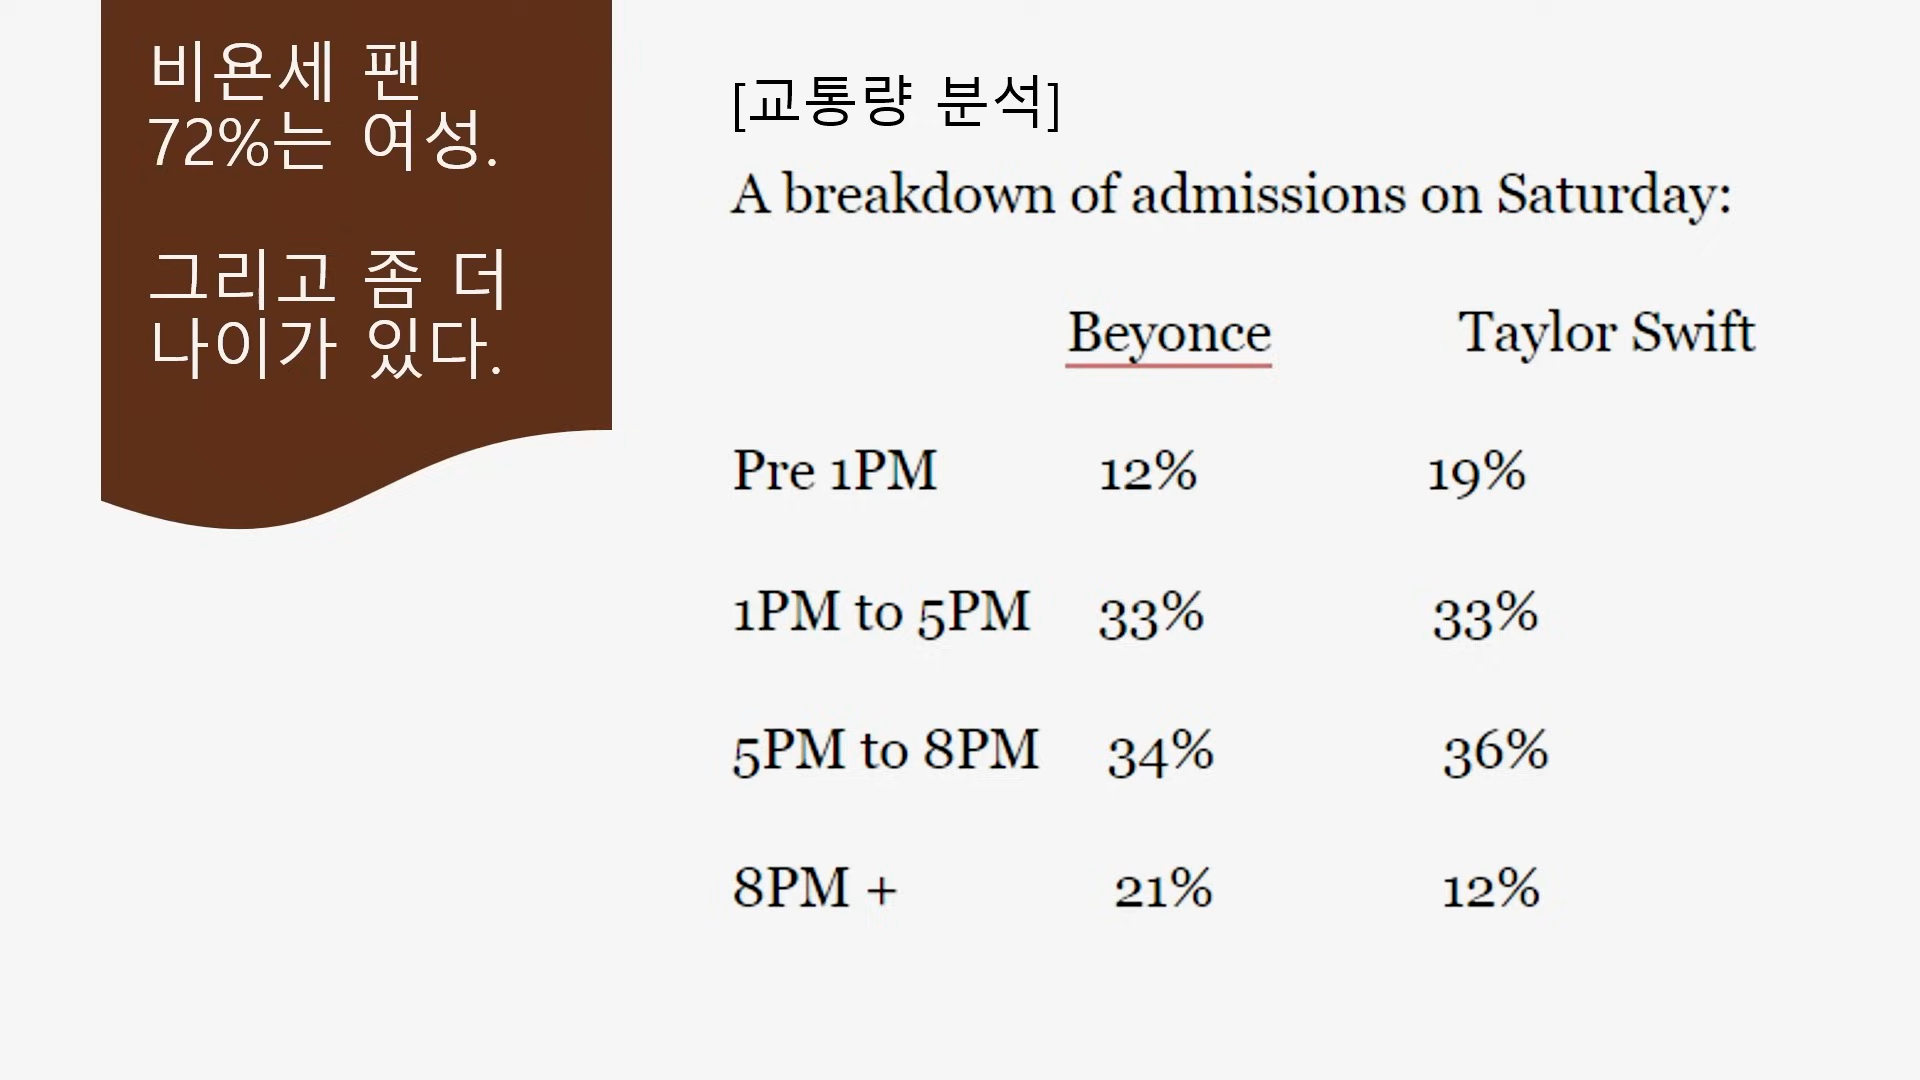 비욘세 팬
72%는 여성.
그리고 좀 더
나이가 있다.
[교통량 분석]
A breakdown of admissions on Saturday:
Beyonce Taylor Swift
Pre 1PM 12% 19%
1PM to 5PM 33% 33%
5PM to 8PM 34% 36%
8PM + 21% 12%